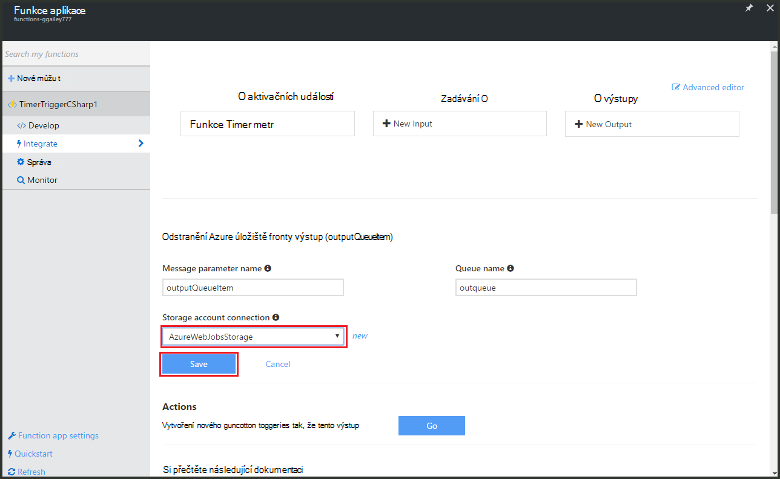 Funkce aplikace
functions-ggailey777
Search my functions
Nové můžu t
TimerTriggerCSharp1
Develop
Integrate
Správa
Monitor
Function app settings
Quickstart
Refresh
Advanced editor
O aktivačních událostí
Zadávání O
O výstupy
Funkce Timer metr
New Input
New Output
Odstranění Azure úložiště fronty výstup (outputQueueItem)
Message parameter name
Queue name
outputQueueItem
outqueue
Storage account connection
AzureWebJobsStorage
new
Save
Cancel
Actions
Vytvoření nového guncotton toggeries tak, že tento výstup
Go
Si přečtěte následující dokumentaci